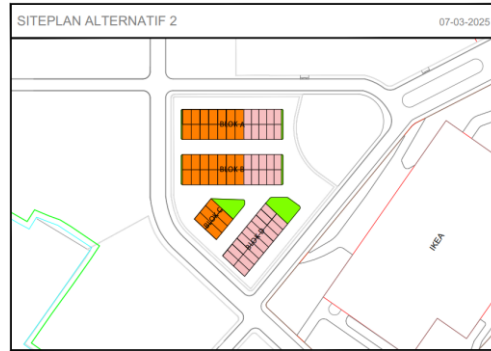 SITEPLAN ALTERNATIF 2
07-03-2025
BLOK A
BLOK B
BLOK C
BLOK D
IKEA